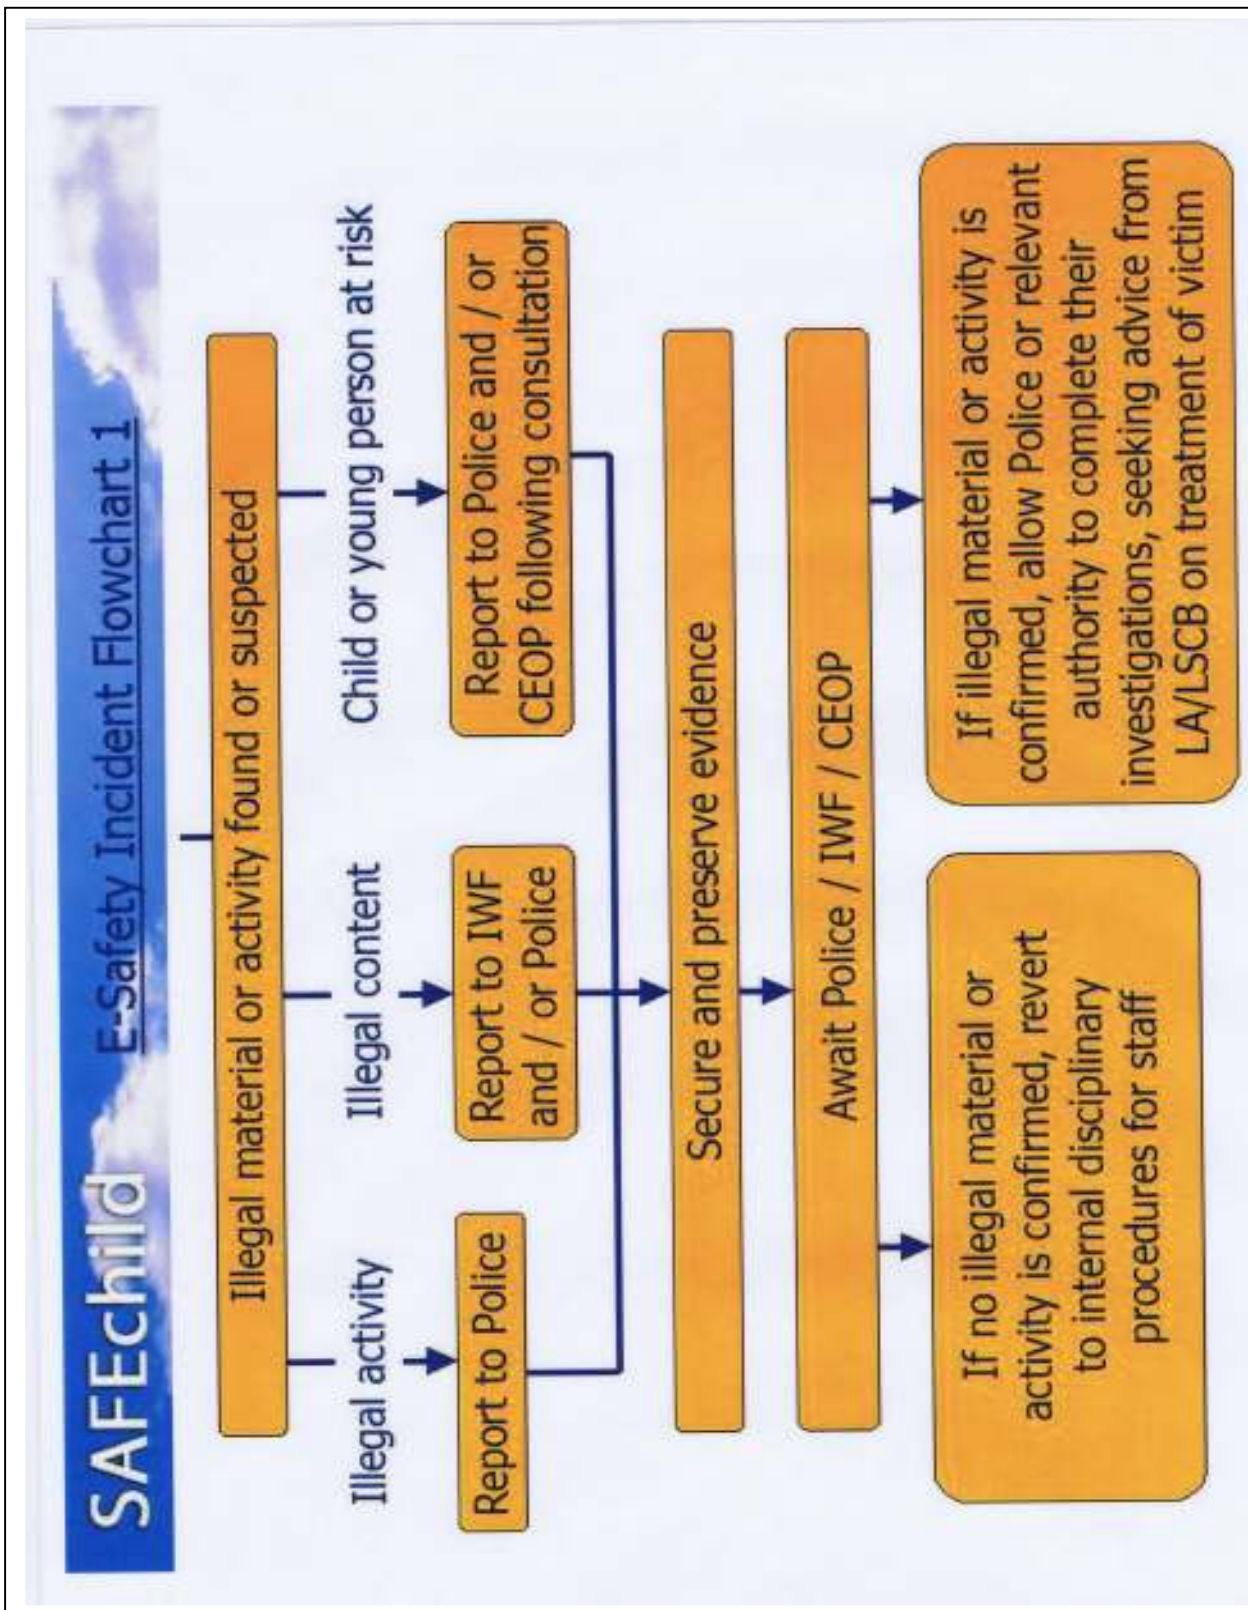 SAFEchild
E-Safety Incident Flowchart 1
Illegal material or activity found or suspected
Illegal activity
Illegal content
Child or young person at risk
Report to Police
Report to IWF
and / or Police
Report to Police and / or
CEOP following consultation
Secure and preserve evidence
Await Police / IWF / CEOP
If no illegal material or
activity is confirmed, revert
to internal disciplinary
procedures for staff
If illegal material or activity is
confirmed, allow Police or relevant
authority to complete their
investigations, seeking advice from
LA/LSCB on treatment of victim